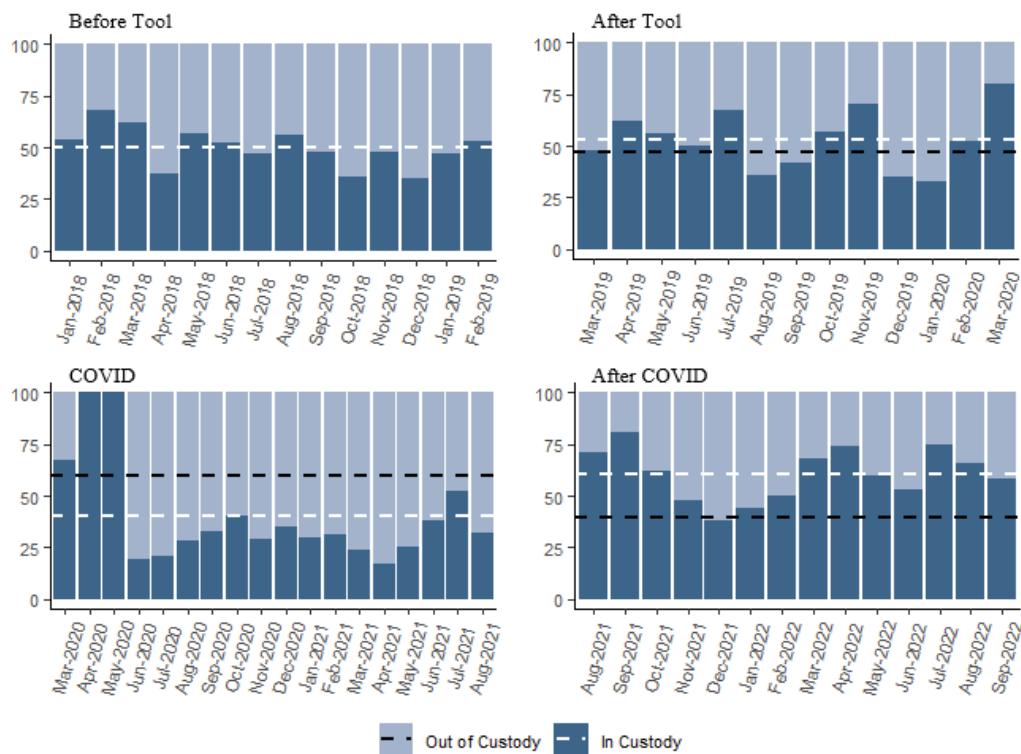 Before Tool
100
75
50
25
0
Jan-2018 Feb-2018 Mar-2018 Apr-2018 May-2018 Jun-2018 Jul-2018 Aug-2018 Sep-2018 Oct-2018 Nov-2018 Dec-2018 Jan-2019 Feb-2019
After Tool
100
75
50
25
0
Mar-2019 Apr-2019 May-2019 Jun-2019 Jul-2019 Aug-2019 Sep-2019 Oct-2019 Nov-2019 Dec-2019 Jan-2020 Feb-2020 Mar-2020
COVID
100
75
50
25
0
Mar-2020 Apr-2020 May-2020 Jun-2020 Jul-2020 Aug-2020 Sep-2020 Oct-2020 Nov-2020 Dec-2020 Jan-2021 Feb-2021 Mar-2021 Apr-2021 May-2021 Jun-2021 Jul-2021 Aug-2021
After COVID
100
75
50
25
0
Aug-2021 Sep-2021 Oct-2021 Nov-2021 Dec-2021 Jan-2022 Feb-2022 Mar-2022 Apr-2022 May-2022 Jun-2022 Jul-2022 Aug-2022 Sep-2022
Out of Custody In Custody